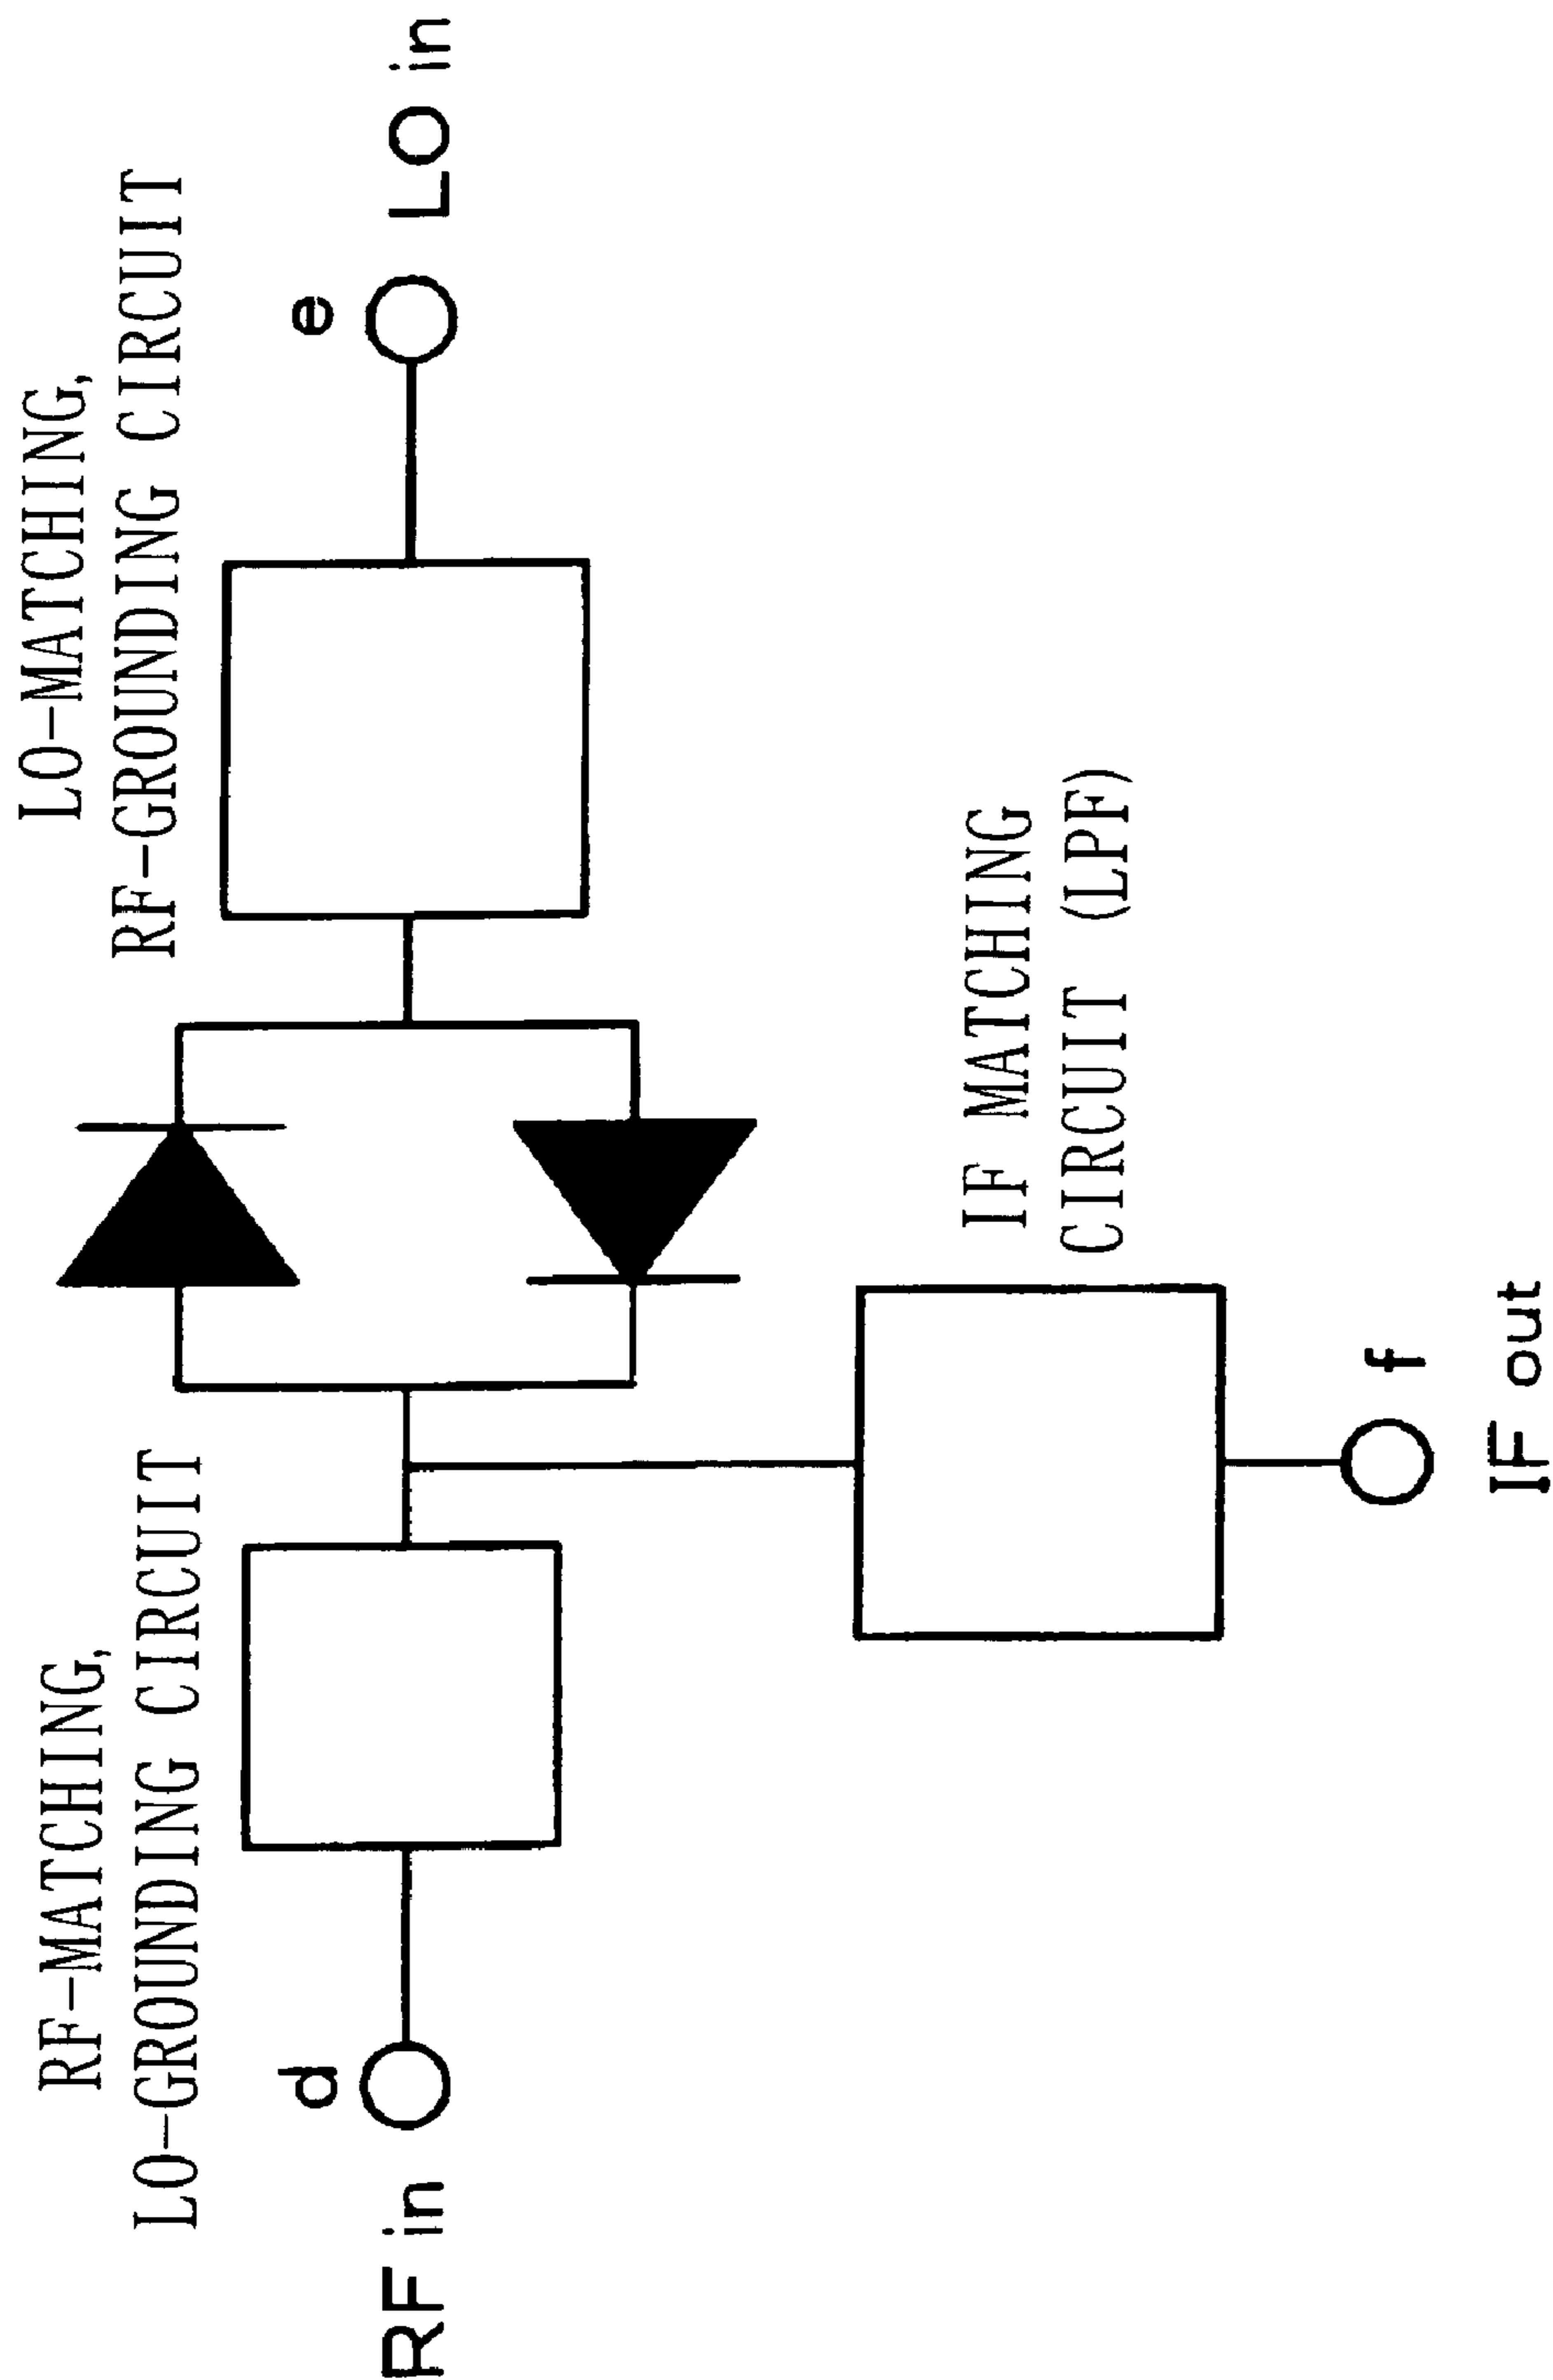 RF-MATCHING,
LO-GROUNDING CIRCUIT
LO-MATCHING,
RF-GROUNDING CIRCUIT
d
e
RF in
LO in
IF MATCHING
CIRCUIT (LPF)
f
IF out